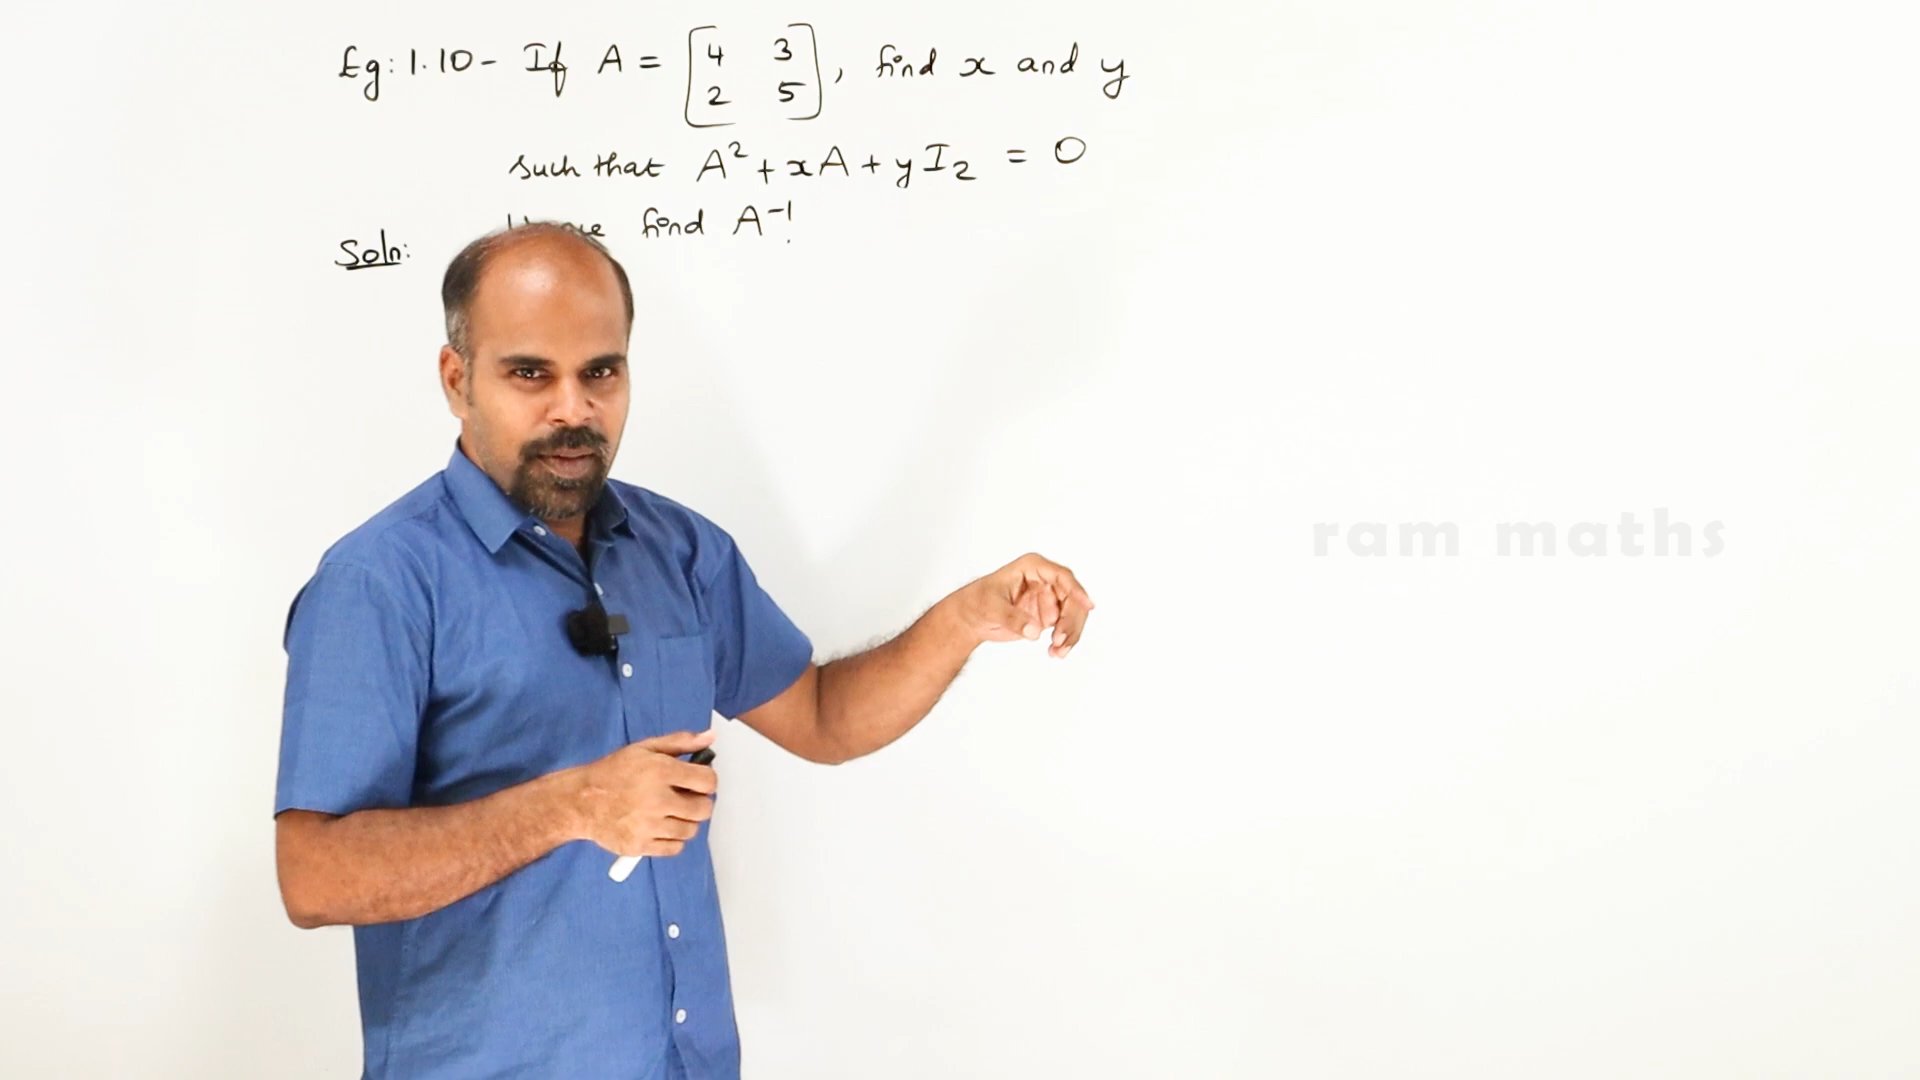 Eg: 1.10 - If A = [4 3 2 5], find x and y
such that A² + xA + yI₂ = O
find A⁻¹.
Soln:
ram maths